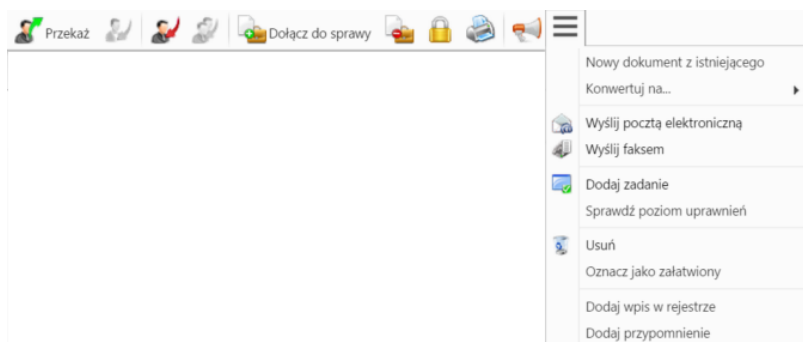 Przekaż Dołącz do sprawy
Nowy dokument z istniejącego
Konwertuj na...
Wyślij pocztą elektroniczną
Wyślij faksem
Dodaj zadanie
Sprawdź poziom uprawnień
Usuń
Oznacz jako załatwiony
Dodaj wpis w rejestrze
Dodaj przypomnienie